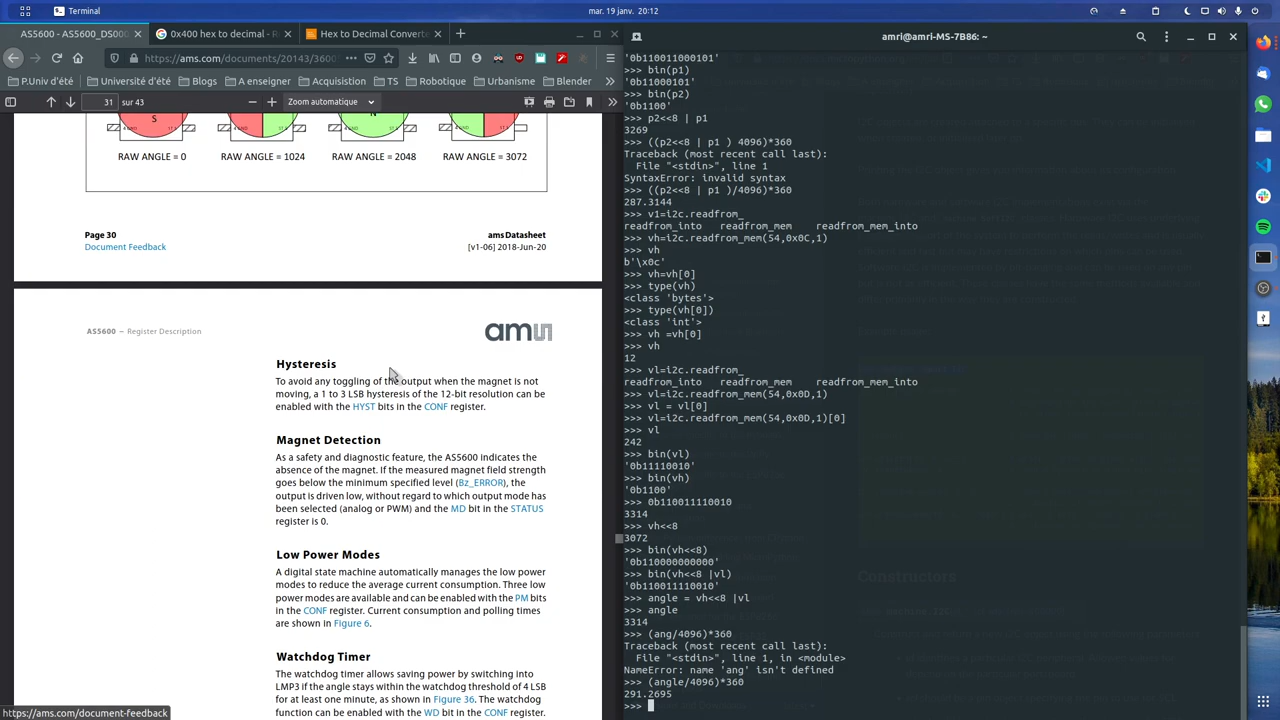 mar. 19 janv. 20:12
AS5600 - AS5600_DS000
0x400 hex to decimal - R
Hex to Decimal Converte
https://ams.com/documents/20143/3600
P.Univ d'été
Université d'été
Blogs
A enseigner
TS
Robotique
Urbanisme
Blender
31 sur 43
Zoom automatique
S
N
RAW ANGLE = 0
RAW ANGLE = 1024
RAW ANGLE = 2048
RAW ANGLE = 3072
Page 30
ams Datasheet
Document Feedback
[v1-06] 2018-Jun-20
AS5600 – Register Description
am
Hysteresis
To avoid any toggling of the output when the magnet is not
moving, a 1 to 3 LSB hysteresis of the 12-bit resolution can be
enabled with the HYST bits in the CONF register.
Magnet Detection
As a safety and diagnostic feature, the AS5600 indicates the
absence of the magnet. If the measured magnet field strength
goes below the minimum specified level (Bz_ERROR), the
output is driven low, without regard to which output mode has
been selected (analog or PWM) and the MD bit in the STATUS
register is 0.
Low Power Modes
A digital state machine automatically manages the low power
modes to reduce the average current consumption. Three low
power modes are available and can be enabled with the PM bits
in the CONF register. Current consumption and polling times
are shown in Figure 6.
Watchdog Timer
The watchdog timer allows saving power by switching into
LMP3 if the angle stays within the watchdog threshold of 4 LSB
for at least one minute, as shown in Figure 36. The watchdog
function can be enabled with the WD bit in the CONF register.
https://ams.com/document-feedback
amri@amri-MS-7B86: ~
'0b110011000101'
>>> bin(p1)
'0b11000101'
>>> bin(p2)
'0b1100'
>>> p2<<8 | p1
3269
>>> ((p2<<8 | p1 ) 4096)*360
Traceback (most recent call last):
File "<stdin>", line 1
SyntaxError: invalid syntax
>>> ((p2<<8 | p1 )/4096)*360
287.3144
>>> v1=i2c.readfrom_
readfrom_into readfrom_mem readfrom_mem_into
>>> vh=i2c.readfrom_mem(54,0x0C,1)
>>> vh
b'\x0c'
>>> vh=vh[0]
>>> type(vh)
<class 'bytes'>
>>> type(vh[0])
<class 'int'>
>>> vh =vh[0]
>>> vh
12
>>> vl=i2c.readfrom_
readfrom_into readfrom_mem readfrom_mem_into
>>> vl=i2c.readfrom_mem(54,0x0D,1)
>>> vl = vl[0]
>>> vl=i2c.readfrom_mem(54,0x0D,1)[0]
>>> vl
242
>>> bin(vl)
'0b11110010'
>>> bin(vh)
'0b1100'
>>> 0b110011110010
3314
>>> vh<<8
3072
>>> bin(vh<<8)
'0b110000000000'
>>> bin(vh<<8 |vl)
'0b110011110010'
>>> angle = vh<<8 |vl
>>> angle
3314
>>> (ang/4096)*360
Traceback (most recent call last):
File "<stdin>", line 1, in <module>
NameError: name 'ang' isn't defined
>>> (angle/4096)*360
291.2695
>>>
Constructors